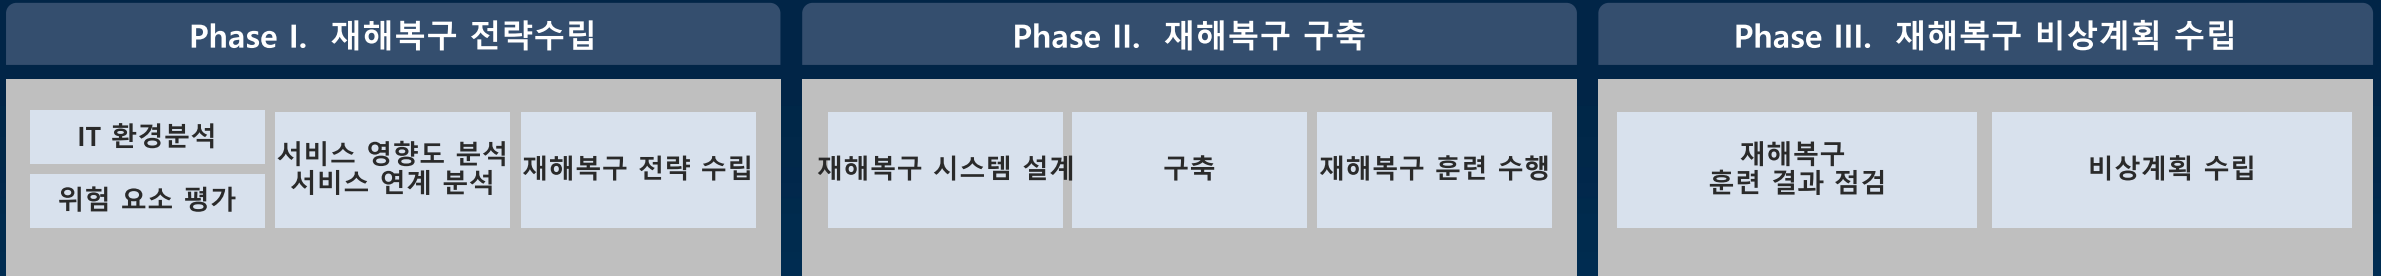 Phase I. 재해복구 전략수립
IT 환경분석
위험 요소 평가
서비스 영향도 분석
서비스 연계 분석
재해복구 전략 수립
Phase II. 재해복구 구축
재해복구 시스템 설계
구축
재해복구 훈련 수행
Phase III. 재해복구 비상계획 수립
재해복구
훈련 결과 점검
비상계획 수립